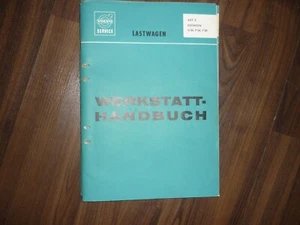 VOLVO
SERVICE
LASTWAGEN
WERKSTATT-
HANDBUCH